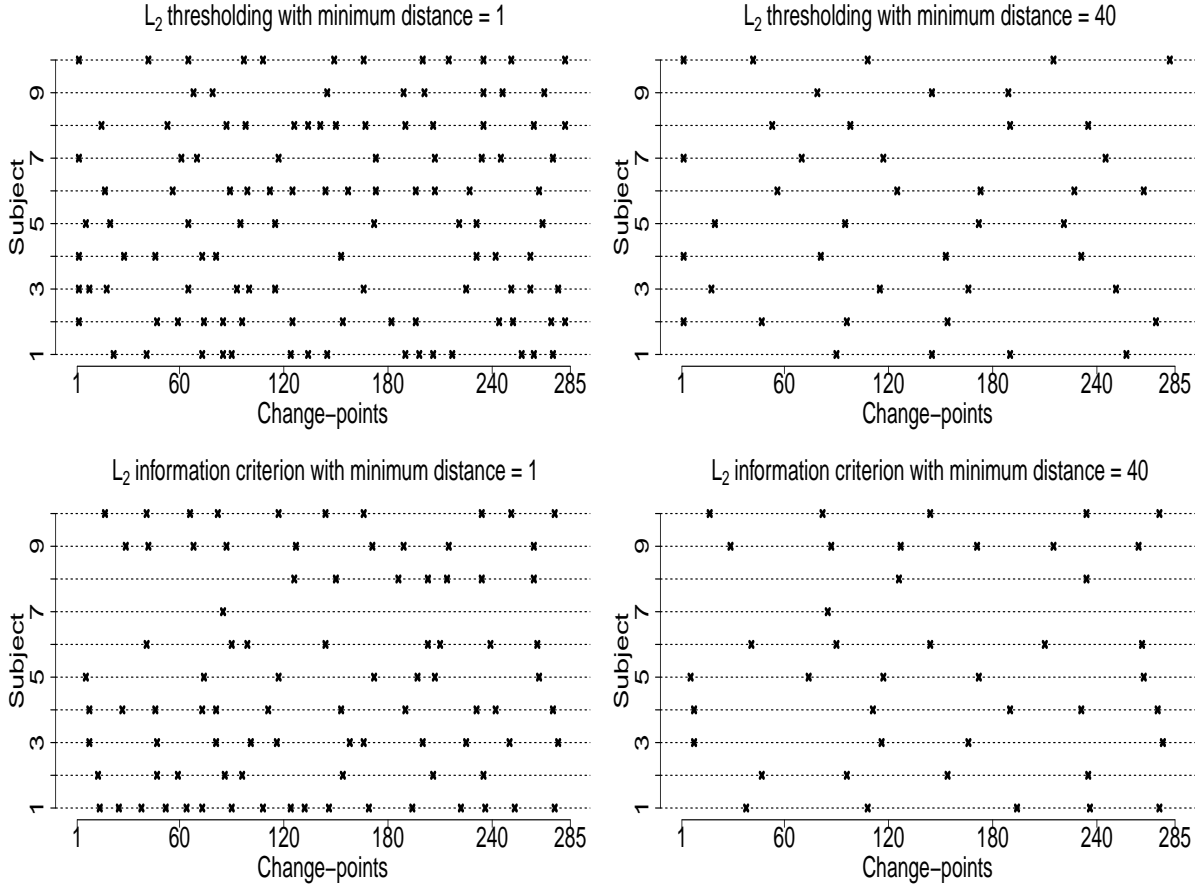 L2 thresholding with minimum distance = 1
Subject
9
7
5
3
1
1 60 120 180 240 285
Change−points
L2 thresholding with minimum distance = 40
Subject
9
7
5
3
1
1 60 120 180 240 285
Change−points
L2 information criterion with minimum distance = 1
Subject
9
7
5
3
1
1 60 120 180 240 285
Change−points
L2 information criterion with minimum distance = 40
Subject
9
7
5
3
1
1 60 120 180 240 285
Change−points